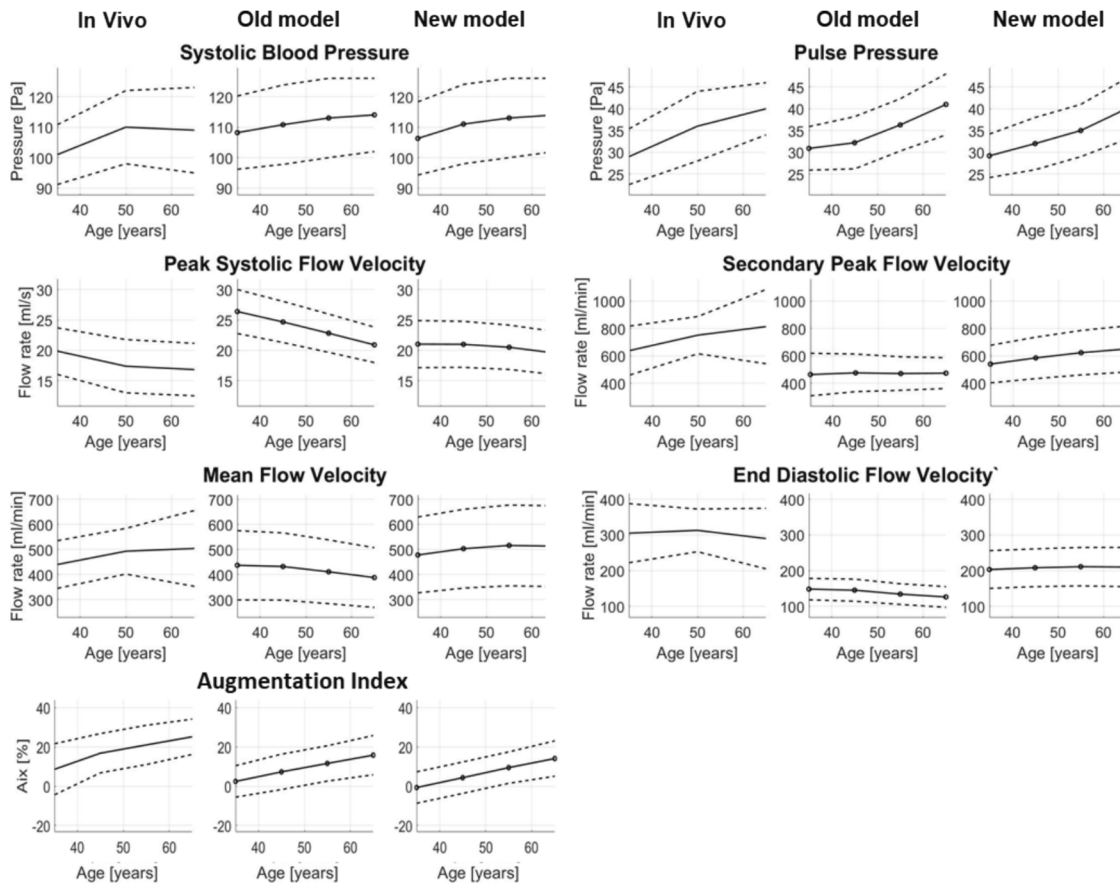 In Vivo Old model New model In Vivo Old model New model
Systolic Blood Pressure
Pressure [Pa]
120
110
100
90
40 50 60 40 50 60 40 50 60
Age [years] Age [years] Age [years]
Pulse Pressure
Pressure [Pa]
45 45 45
40 40 40
35 35 35
30 30 30
25 25 25
40 50 60 40 50 60 40 50 60
Age [years] Age [years] Age [years]
Peak Systolic Flow Velocity
Flow rate [ml/s]
30 30 30
25 25 25
20 20 20
15 15 15
40 50 60 40 50 60 40 50 60
Age [years] Age [years] Age [years]
Secondary Peak Flow Velocity
Flow rate [ml/min]
1000 1000 1000
800 800 800
600 600 600
400 400 400
40 50 60 40 50 60 40 50 60
Age [years] Age [years] Age [years]
Mean Flow Velocity
Flow rate [ml/min]
700 700 700
600 600 600
500 500 500
400 400 400
300 300 300
40 50 60 40 50 60 40 50 60
Age [years] Age [years] Age [years]
End Diastolic Flow Velocity`
Flow rate [ml/min]
400 400 400
300 300 300
200 200 200
100 100 100
40 50 60 40 50 60 40 50 60
Age [years] Age [years] Age [years]
Augmentation Index
Aix [%]
40 40 40
20 20 20
0 0 0
-20 -20 -20
40 50 60 40 50 60 40 50 60
Age [years] Age [years] Age [years]